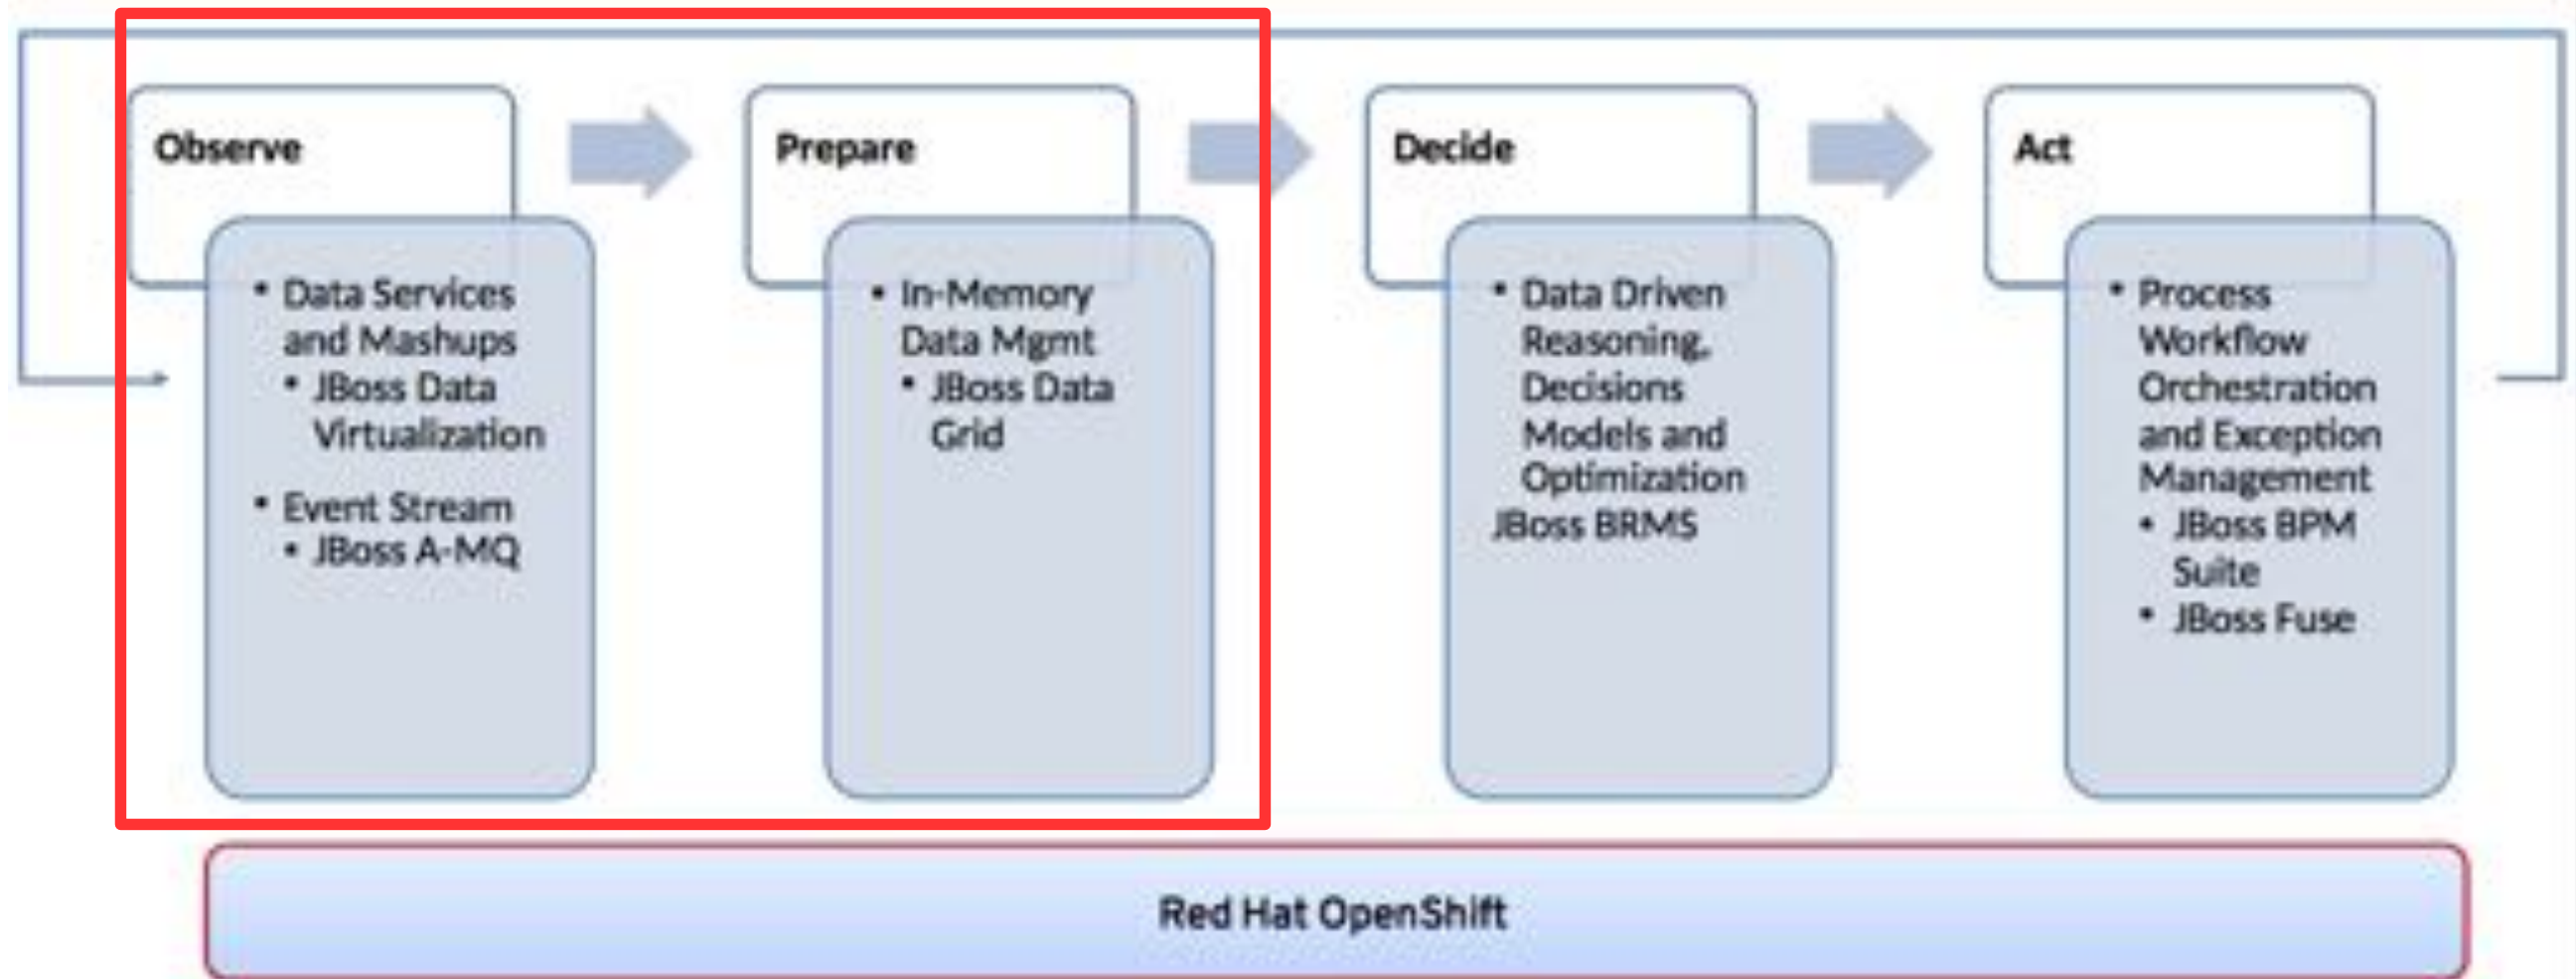 Observe
• Data Services
and Mashups
• JBoss Data
Virtualization
• Event Stream
• JBoss A-MQ
Prepare
• In-Memory
Data Mgmt
• JBoss Data
Grid
Decide
• Data Driven
Reasoning,
Decisions
Models and
Optimization
JBoss BRMS
Act
• Process
Workflow
Orchestration
and Exception
Management
• JBoss BPM
Suite
• JBoss Fuse
Red Hat OpenShift